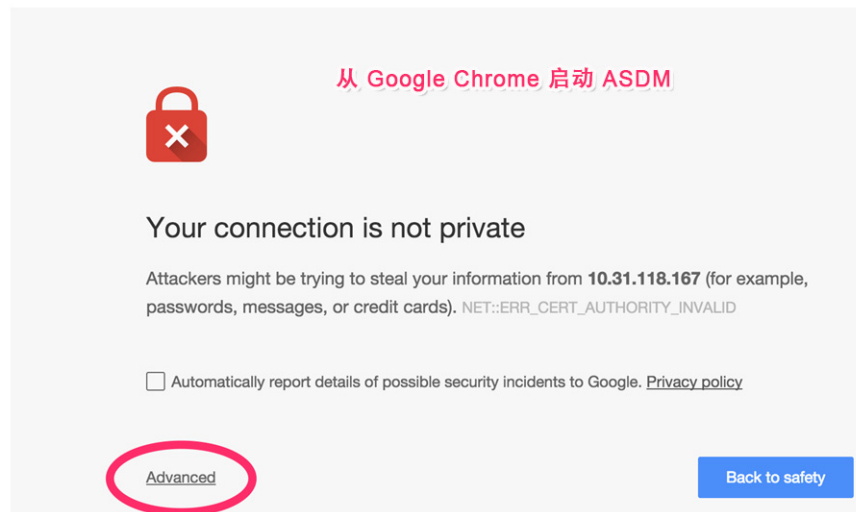 从 Google Chrome 启动 ASDM
Your connection is not private
Attackers might be trying to steal your information from 10.31.118.167 (for example,
passwords, messages, or credit cards). NET::ERR_CERT_AUTHORITY_INVALID
Automatically report details of possible security incidents to Google. Privacy policy
Advanced
Back to safety